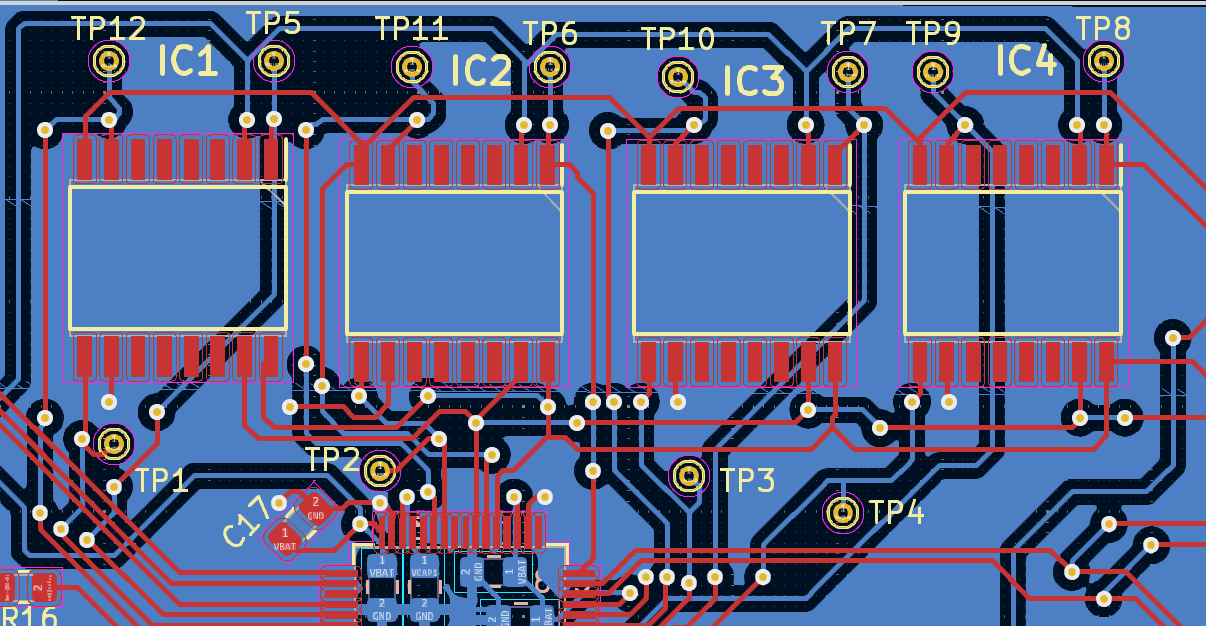 TP12
TP5
TP11
TP6
TP10
TP7
TP9
TP8
IC1
IC2
IC3
IC4
TP1
TP2
TP3
TP4
C17
2
GND
1
VBAT
1
VBAT
1
VCAP1
2
GND
1
VBAT
2
GND
2
GND
2
R16